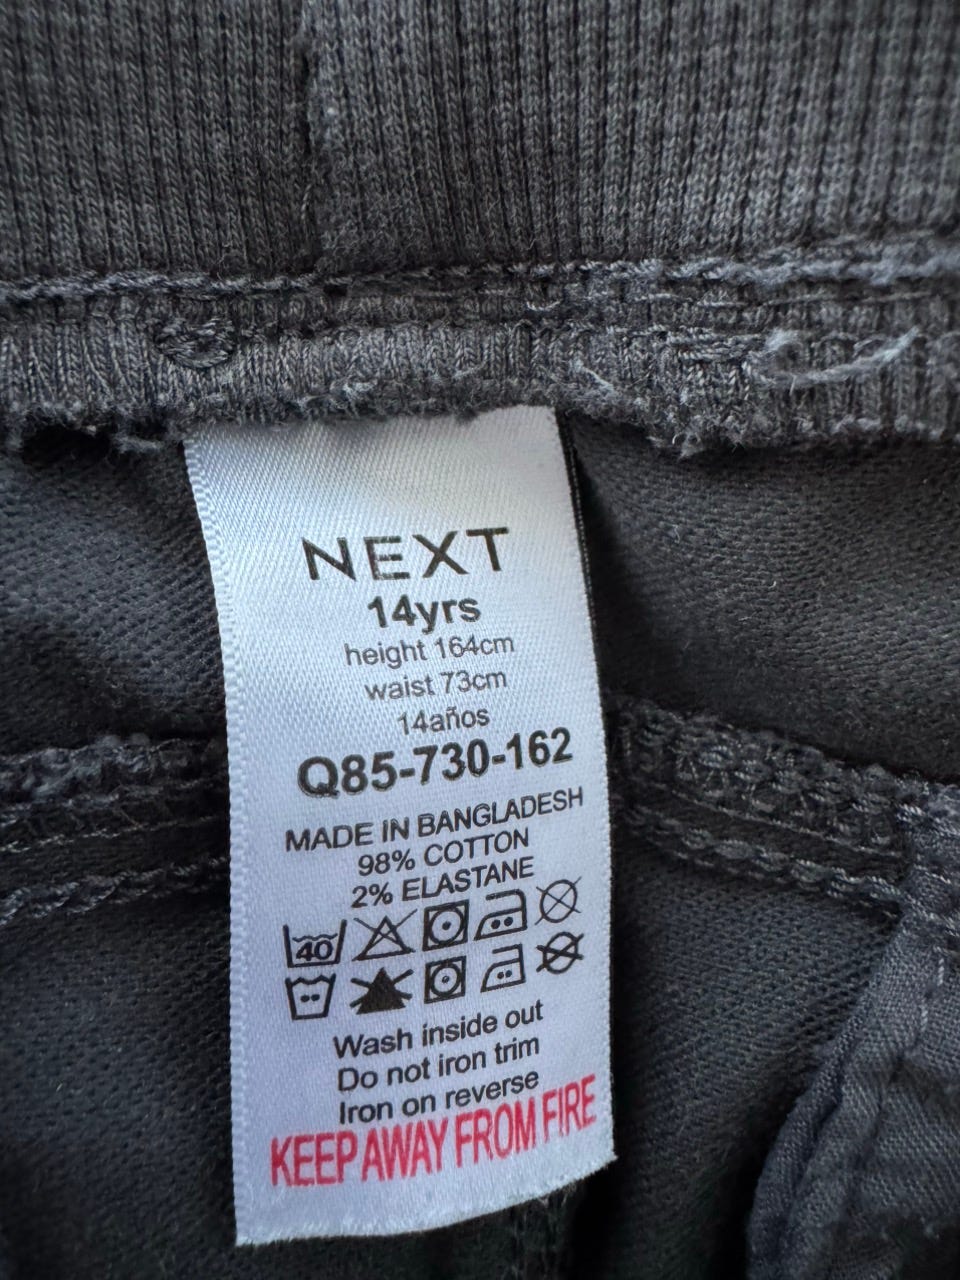 NEXT
14yrs
height 164cm
waist 73cm
14años
Q85-730-162
MADE IN BANGLADESH
98% COTTON
2% ELASTANE
40
Wash inside out
Do not iron trim
Iron on reverse
KEEP AWAY FROM FIRE